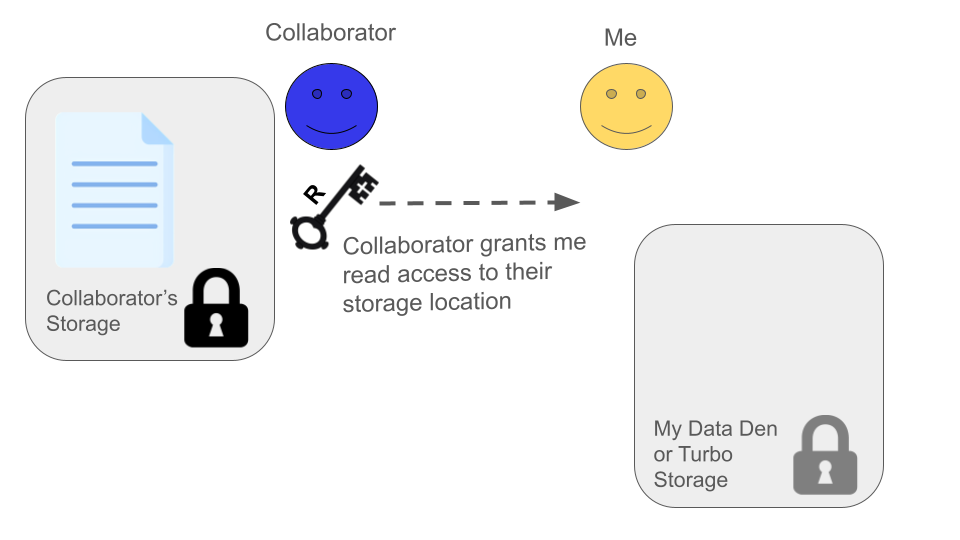 Collaborator
Me
R
Collaborator grants me
read access to their
storage location
Collaborator's
Storage
My Data Den
or Turbo
Storage